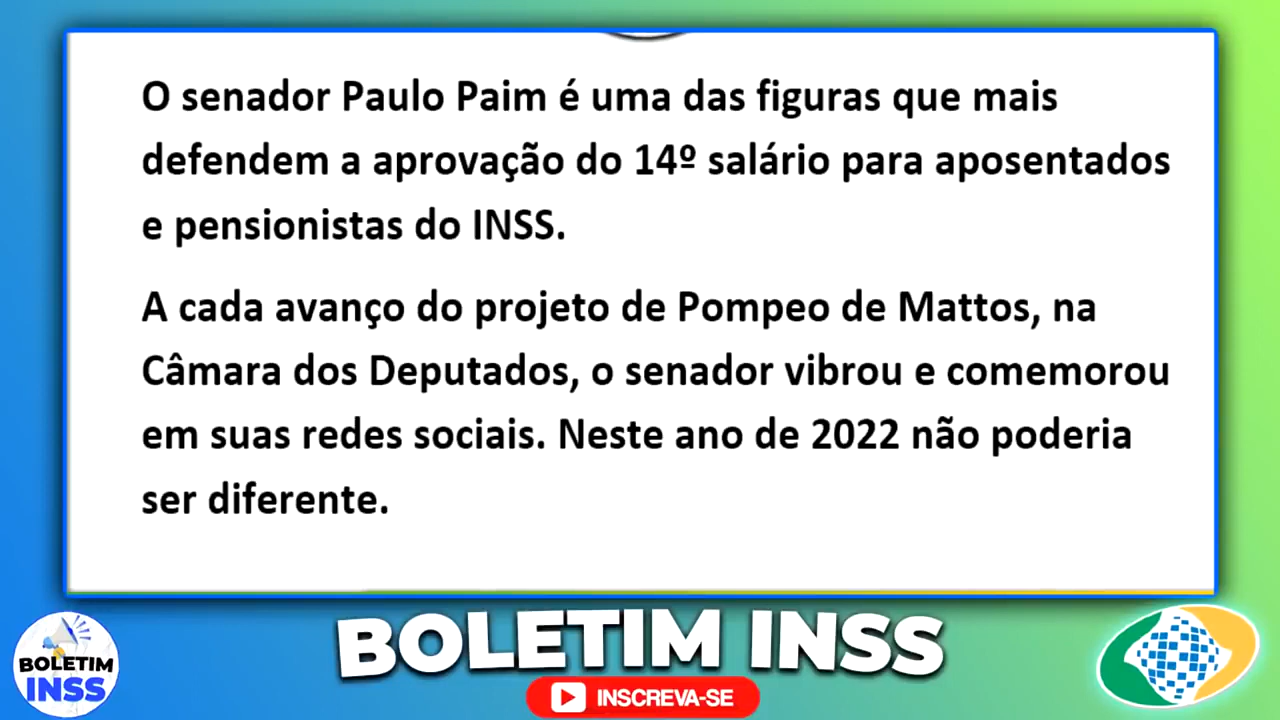 O senador Paulo Paim é uma das figuras que mais
defendem a aprovação do 14º salário para aposentados
e pensionistas do INSS.
A cada avanço do projeto de Pompeo de Mattos, na
Câmara dos Deputados, o senador vibrou e comemorou
em suas redes sociais. Neste ano de 2022 não poderia
ser diferente.
BOLETIM INSS
INSCREVA-SE
BOLETIM
INSS